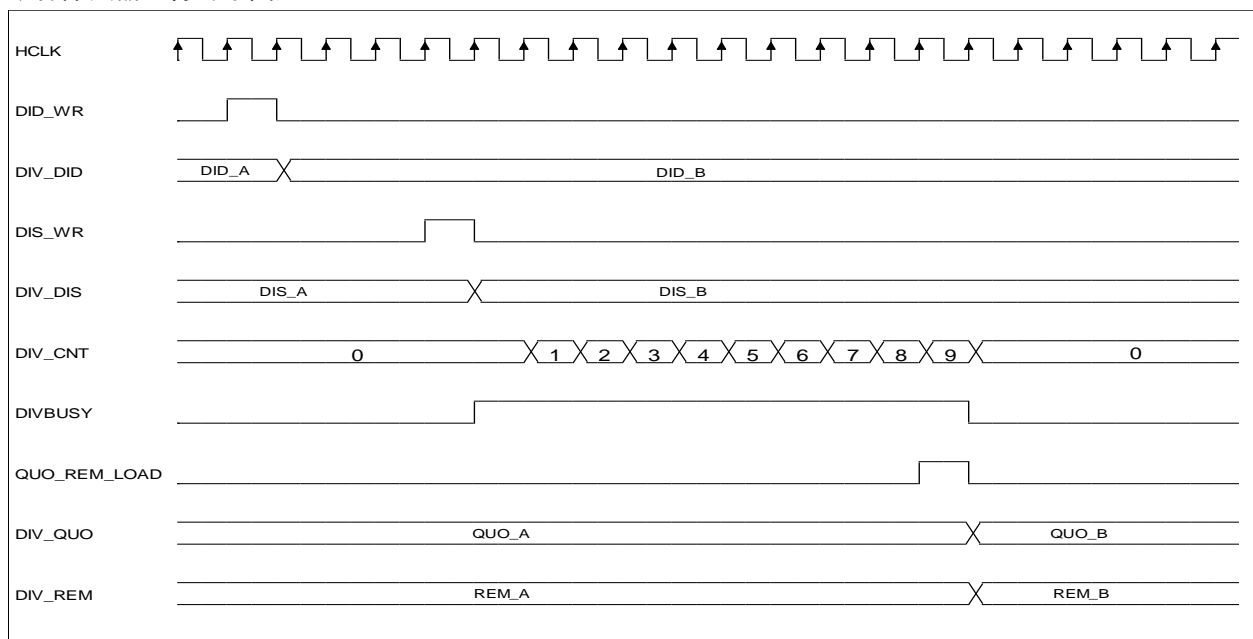 HCLK
DID_WR
DIV_DID DID_A DID_B
DIS_WR
DIV_DIS DIS_A DIS_B
DIV_CNT 0 1 2 3 4 5 6 7 8 9 0
DIVBUSY
QUO_REM_LOAD
DIV_QUO QUO_A QUO_B
DIV_REM REM_A REM_B